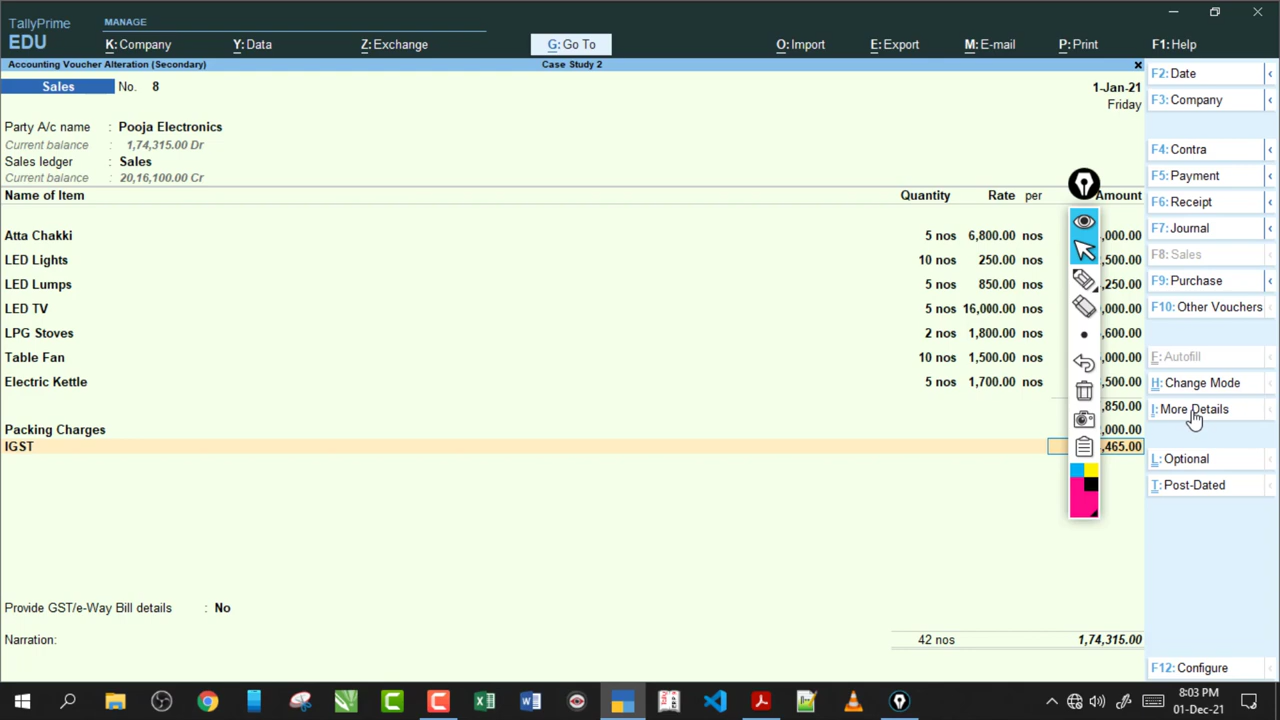 TallyPrime
EDU
MANAGE
K: Company Y: Data Z: Exchange G: Go To O: Import E: Export M: E-mail P: Print F1: Help
Accounting Voucher Alteration (Secondary) Case Study 2
Sales No. 8 1-Jan-21
Friday
Party A/c name : Pooja Electronics
Current balance : 1,74,315.00 Dr
Sales ledger : Sales
Current balance : 20,16,100.00 Cr
Name of Item Quantity Rate per Amount
Atta Chakki 5 nos 6,800.00 nos ,000.00
LED Lights 10 nos 250.00 nos ,500.00
LED Lumps 5 nos 850.00 nos ,250.00
LED TV 5 nos 16,000.00 nos ,000.00
LPG Stoves 2 nos 1,800.00 nos ,600.00
Table Fan 10 nos 1,500.00 nos ,000.00
Electric Kettle 5 nos 1,700.00 nos ,500.00
,850.00
Packing Charges ,000.00
IGST ,465.00
Provide GST/e-Way Bill details : No
Narration: 42 nos 1,74,315.00
F2: Date
F3: Company
F4: Contra
F5: Payment
F6: Receipt
F7: Journal
F8: Sales
F9: Purchase
F10: Other Vouchers
E: Autofill
H: Change Mode
I: More Details
L: Optional
T: Post-Dated
F12: Configure
8:03 PM
01-Dec-21